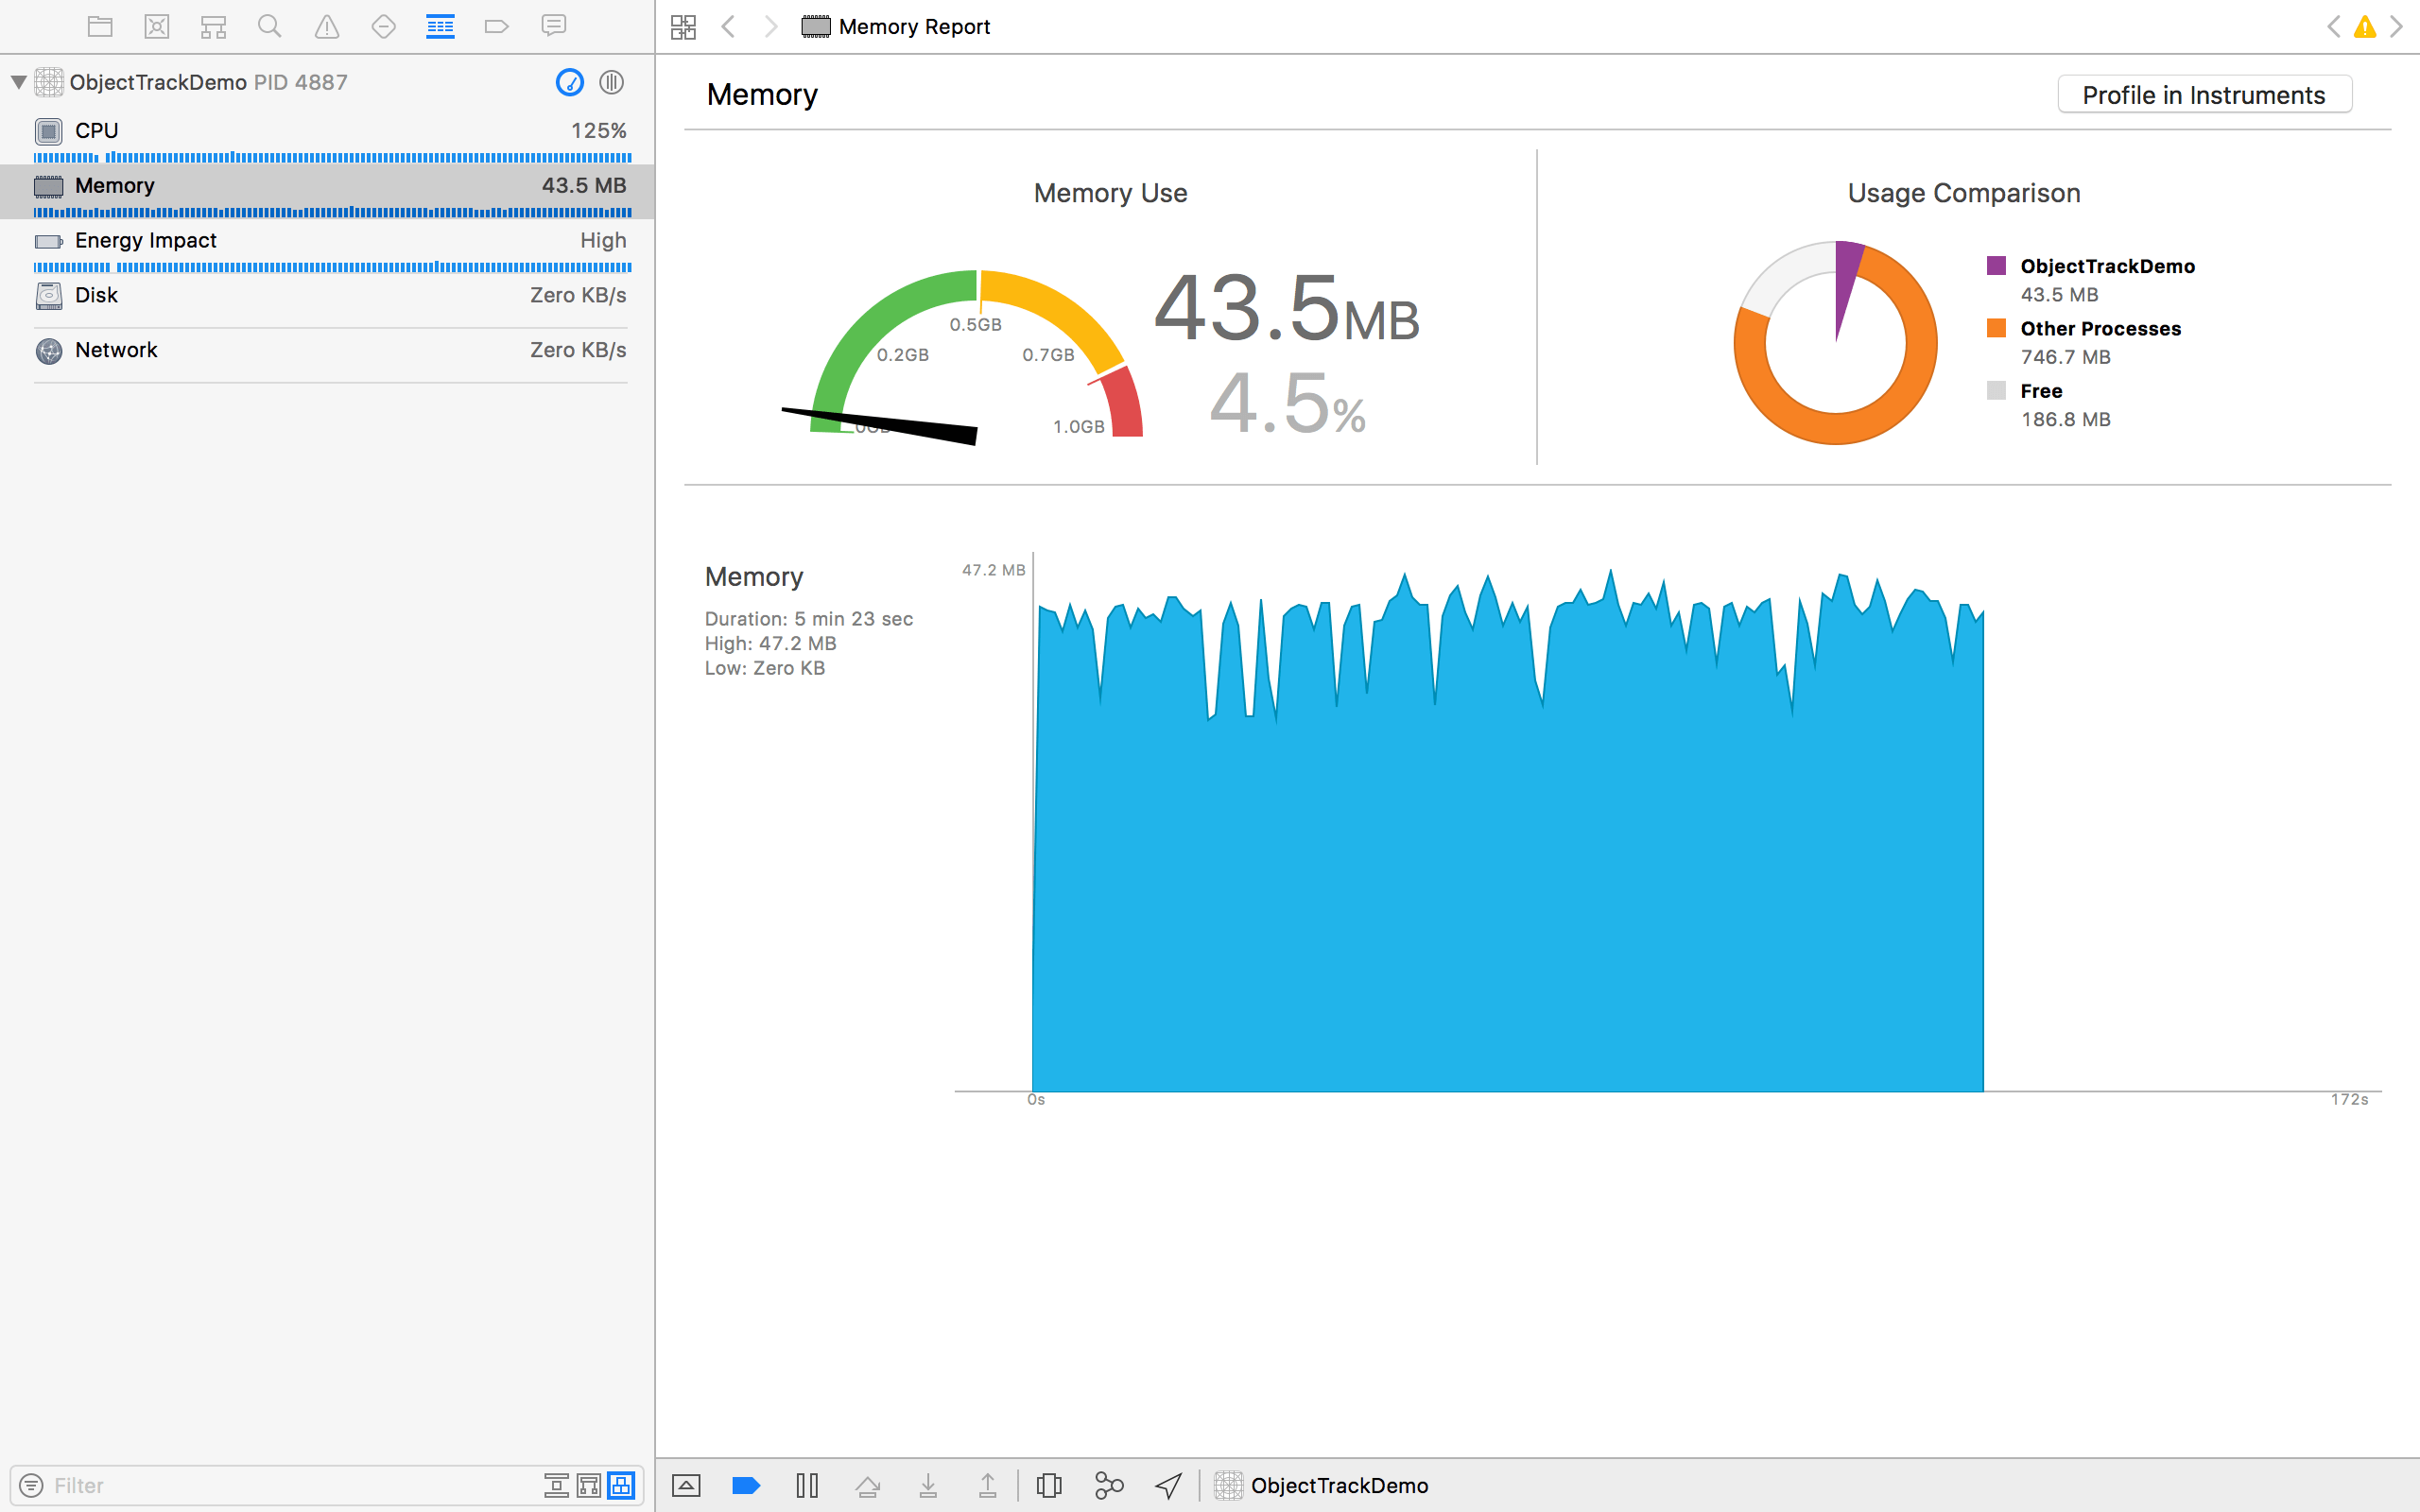 Memory Report
ObjectTrackDemo PID 4887
CPU 125%
Memory 43.5 MB
Energy Impact High
Disk Zero KB/s
Network Zero KB/s
Memory
Profile in Instruments
Memory Use
0GB
0.2GB
0.5GB
0.7GB
1.0GB
43.5MB
4.5%
Usage Comparison
ObjectTrackDemo
43.5 MB
Other Processes
746.7 MB
Free
186.8 MB
Memory
Duration: 5 min 23 sec
High: 47.2 MB
Low: Zero KB
47.2 MB
0s
172s
Filter
ObjectTrackDemo